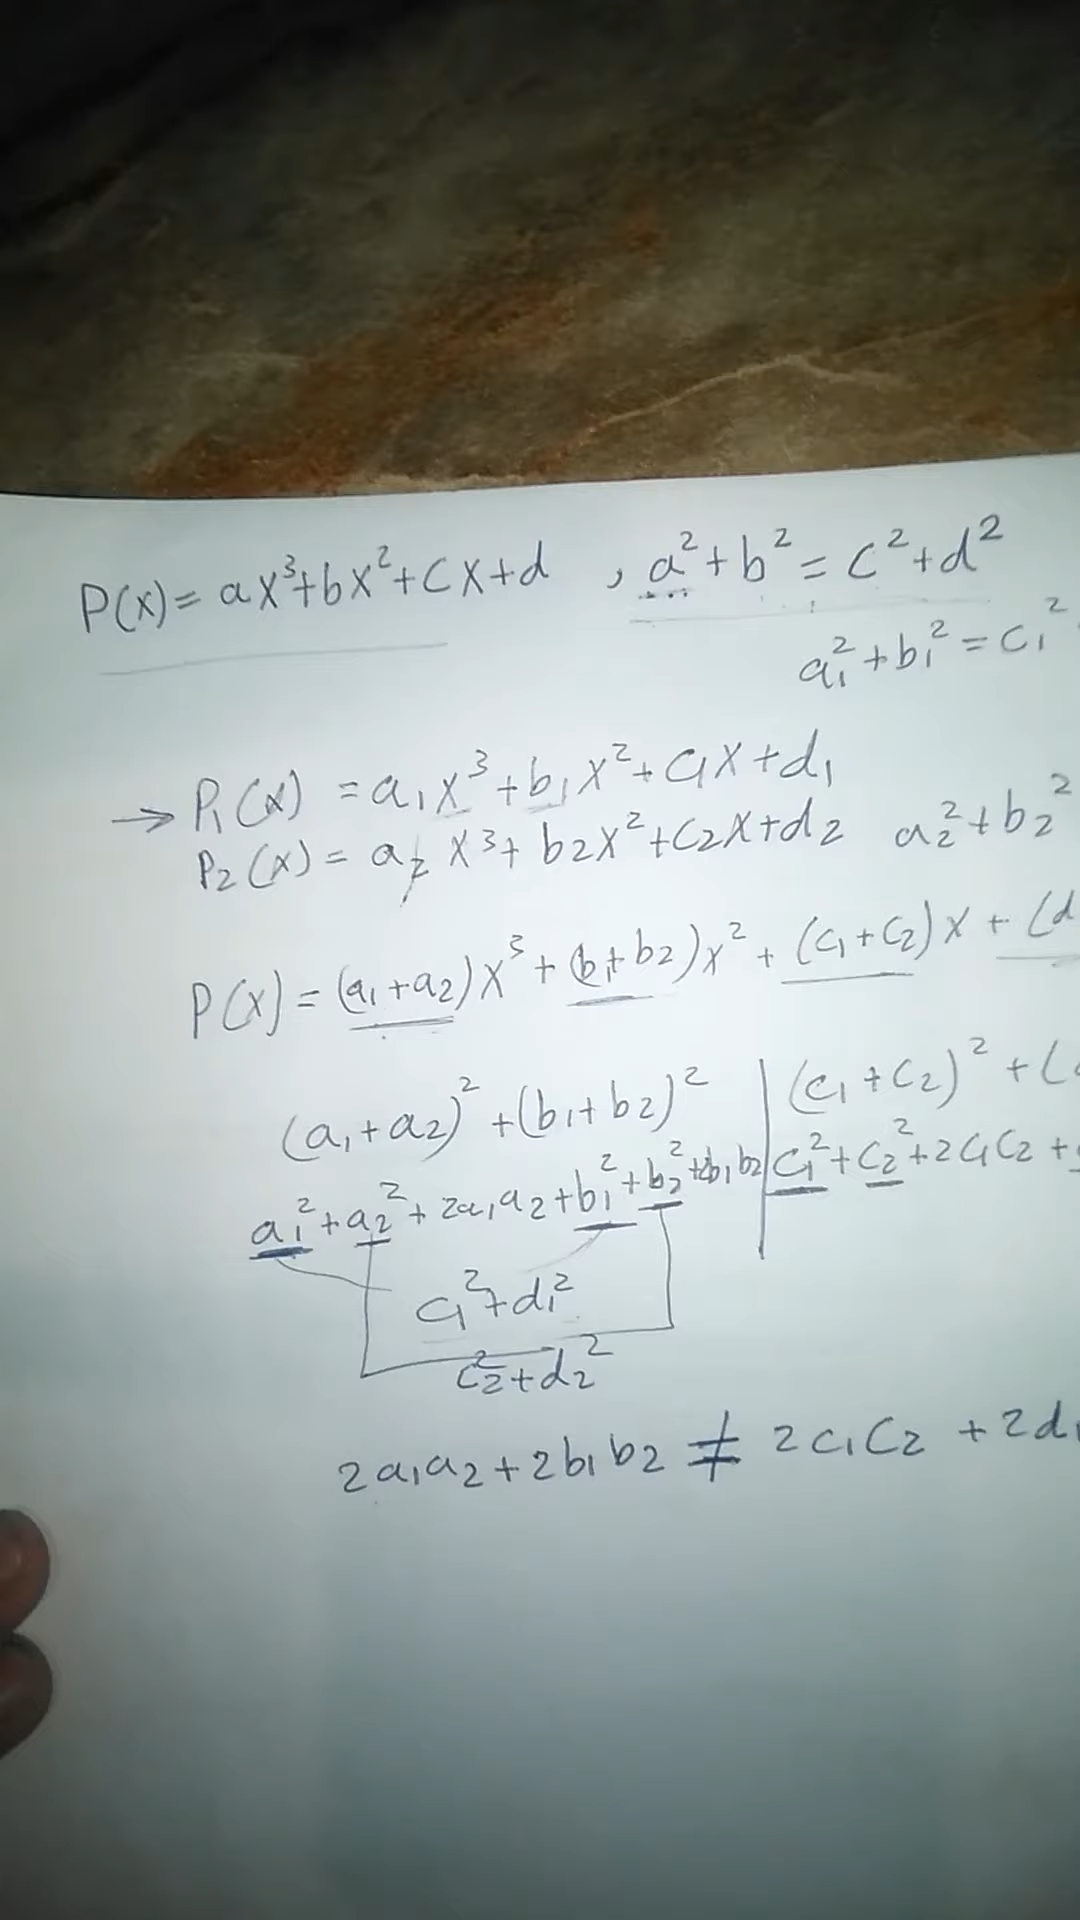 P(x) = ax³+bx²+cx+d , a²+b² = c²+d²
a₁²+b₁² = c₁²
→ P₁(x) = a₁x³+b₁x²+c₁x+d₁
P₂(x) = a₂x³+b₂x²+c₂x+d₂ a₂²+b₂²
P(x) = (a₁+a₂)x³+(b₁+b₂)x²+(c₁+c₂)x+(d
(a₁+a₂)²+(b₁+b₂)² | (c₁+c₂)²+(
a₁²+a₂²+2a₁a₂+b₁²+b₂²+2b₁b₂ | c₁²+c₂²+2c₁c₂+
c₁²+d₁²
c₂²+d₂²
2a₁a₂+2b₁b₂ ≠ 2c₁c₂ +2d₁